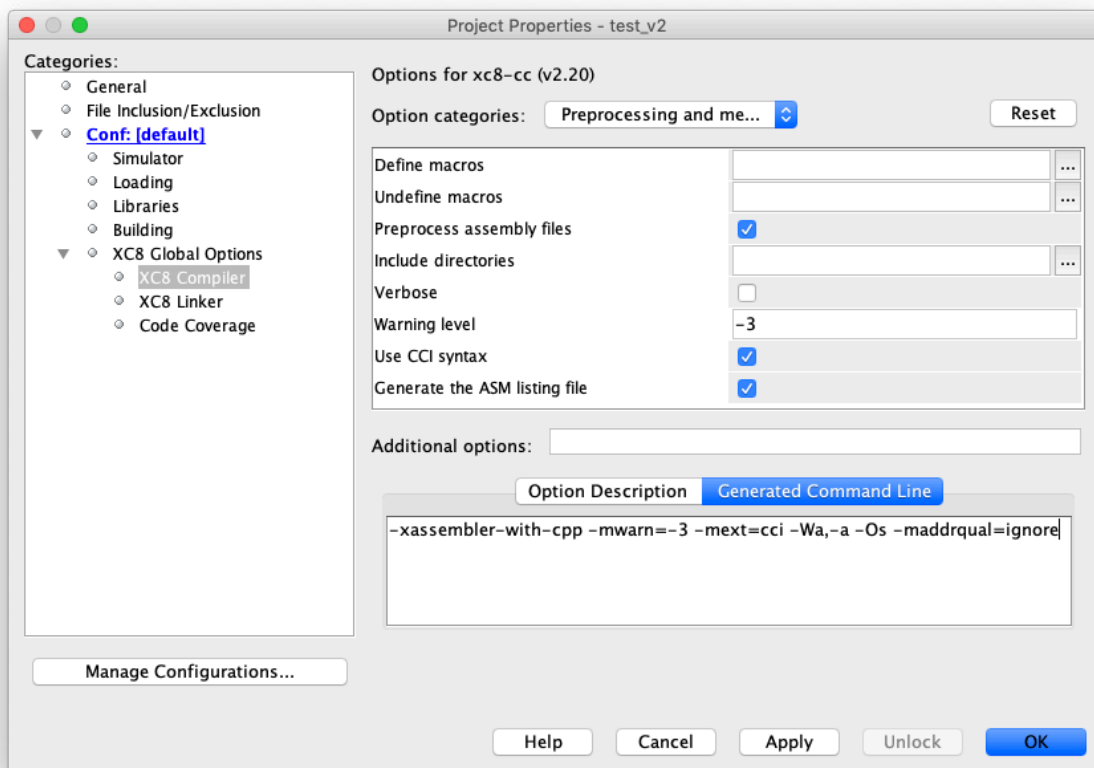 Project Properties - test_v2
Categories:
General
File Inclusion/Exclusion
Conf: [default]
Simulator
Loading
Libraries
Building
XC8 Global Options
XC8 Compiler
XC8 Linker
Code Coverage
Manage Configurations...
Options for xc8-cc (v2.20)
Option categories: Preprocessing and me... Reset
Define macros ...
Undefine macros ...
Preprocess assembly files
Include directories ...
Verbose
Warning level -3
Use CCI syntax
Generate the ASM listing file
Additional options:
Option Description Generated Command Line
-xassembler-with-cpp -mwarn=-3 -mext=cci -Wa,-a -Os -maddrqual=ignore
Help Cancel Apply Unlock OK